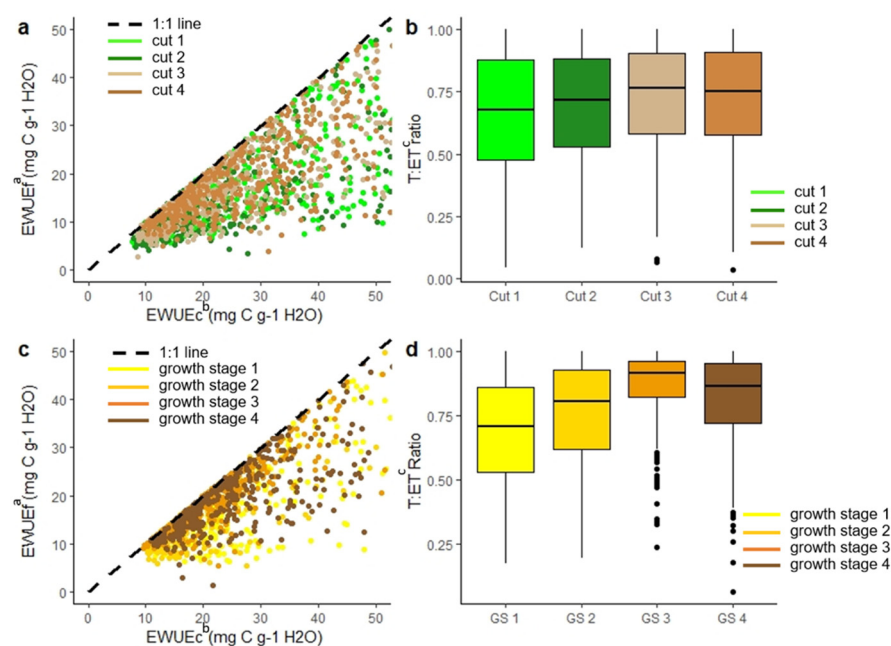 a
1:1 line
cut 1
cut 2
cut 3
cut 4
50
40
30
20
10
0
EWUEfᵃ (mg C g-1 H2O)
0 10 20 30 40 50
EWUEcᵇ (mg C g-1 H2O)
b
1.00
0.75
0.50
0.25
0.00
T:ETᶜ ratio
cut 1
cut 2
cut 3
cut 4
Cut 1 Cut 2 Cut 3 Cut 4
c
1:1 line
growth stage 1
growth stage 2
growth stage 3
growth stage 4
50
40
30
20
10
0
EWUEfᵃ (mg C g-1 H2O)
0 10 20 30 40 50
EWUEcᵇ (mg C g-1 H2O)
d
1.00
0.75
0.50
0.25
T:ETᶜ Ratio
growth stage 1
growth stage 2
growth stage 3
growth stage 4
GS 1 GS 2 GS 3 GS 4